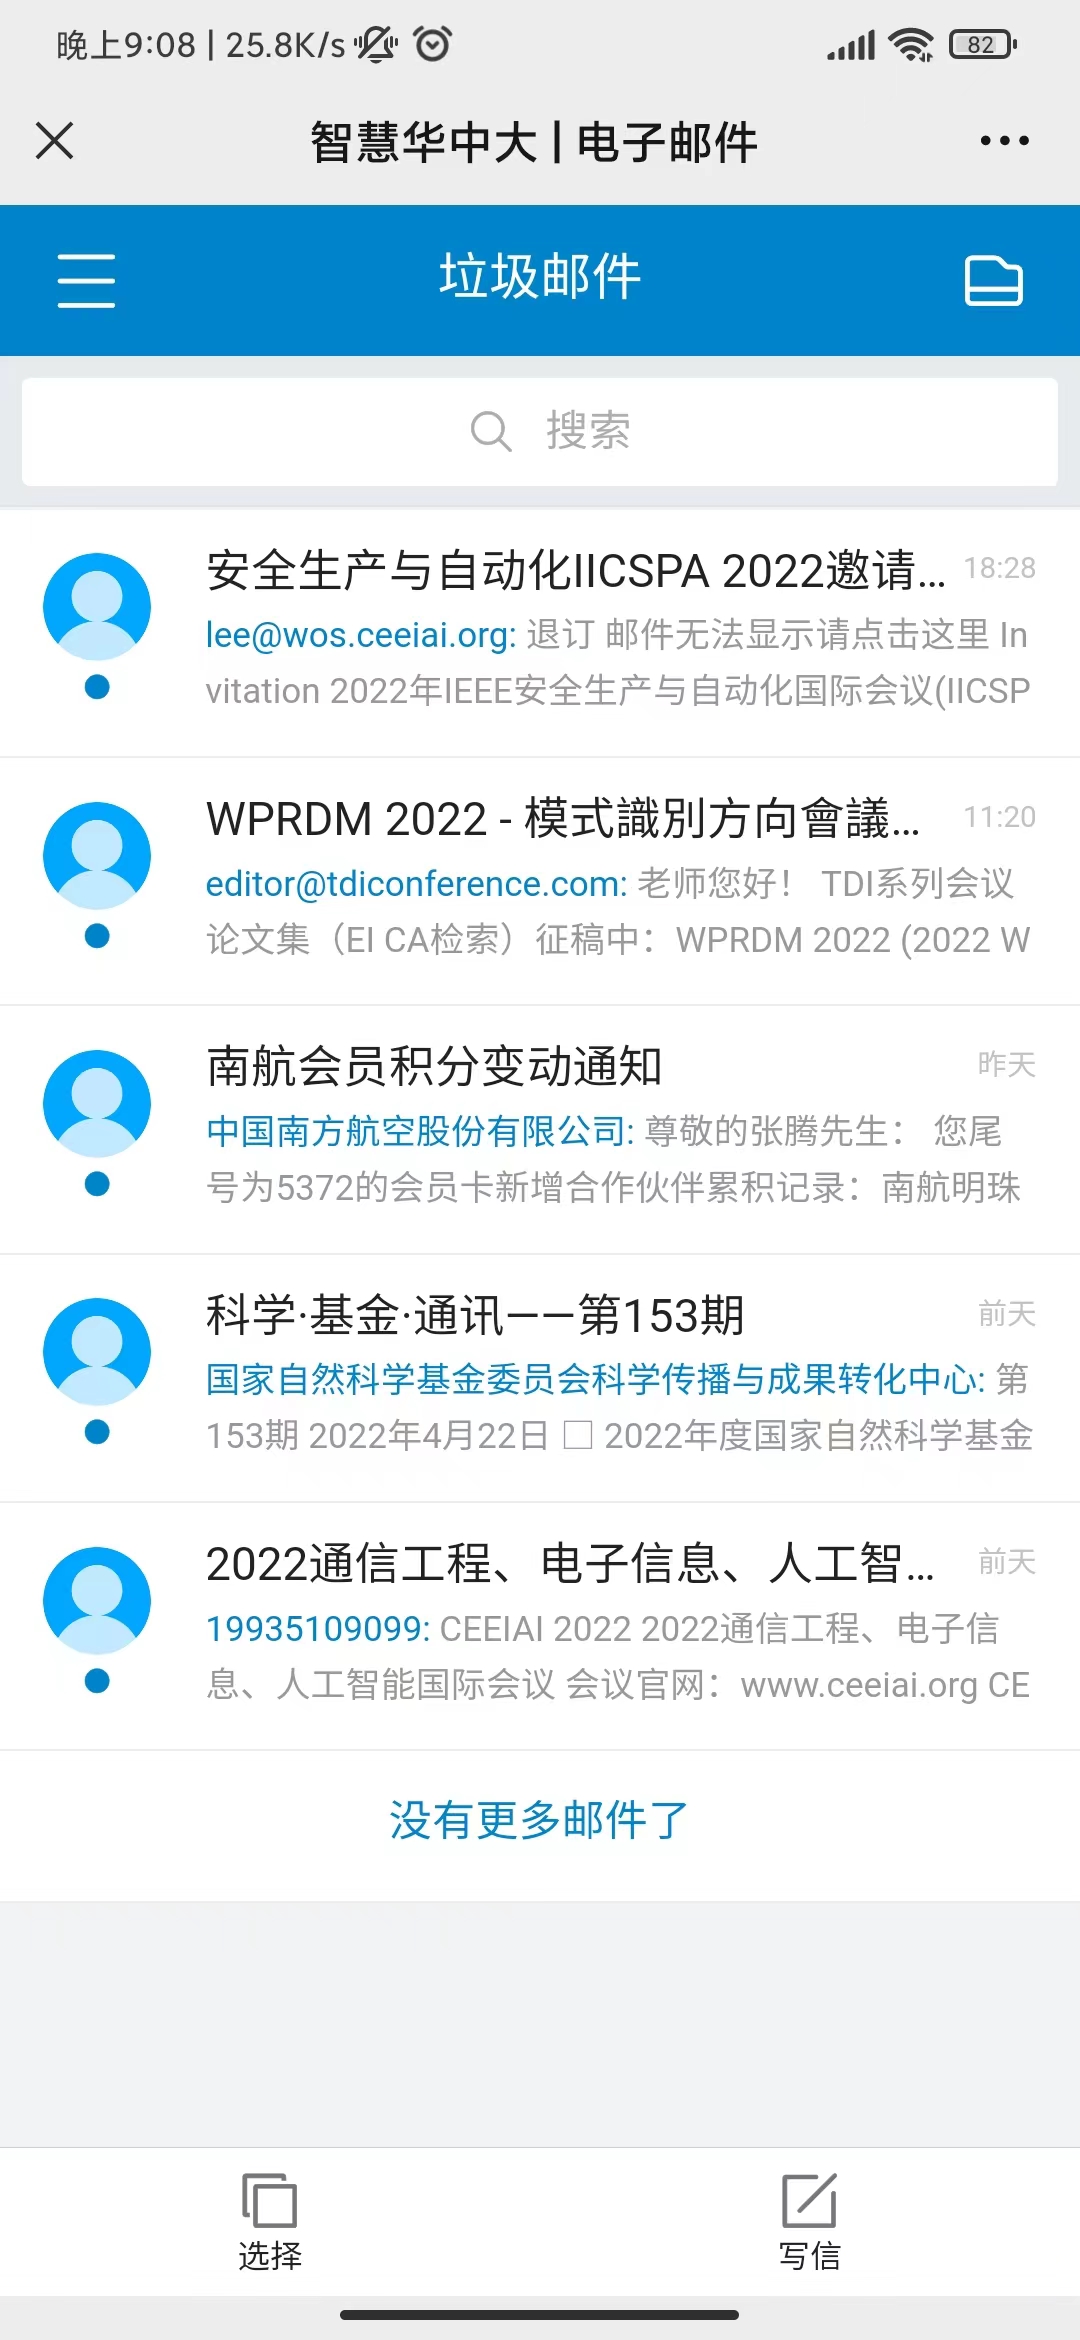 晚上9:08 | 25.8K/s
82
智慧华中大 | 电子邮件
垃圾邮件
搜索
安全生产与自动化IICSPA 2022邀请... 18:28
lee@wos.ceeiai.org: 退订 邮件无法显示请点击这里 In
vitation 2022年IEEE安全生产与自动化国际会议(IICSP
WPRDM 2022 - 模式識別方向會議... 11:20
editor@tdiconference.com: 老师您好！ TDI系列会议
论文集（EI CA检索）征稿中：WPRDM 2022 (2022 W
南航会员积分变动通知 昨天
中国南方航空股份有限公司: 尊敬的张腾先生： 您尾
号为5372的会员卡新增合作伙伴累积记录：南航明珠
科学·基金·通讯——第153期 前天
国家自然科学基金委员会科学传播与成果转化中心: 第
153期 2022年4月22日 □ 2022年度国家自然科学基金
2022通信工程、电子信息、人工智... 前天
19935109099: CEEIAI 2022 2022通信工程、电子信
息、人工智能国际会议 会议官网：www.ceeiai.org CE
没有更多邮件了
选择 写信